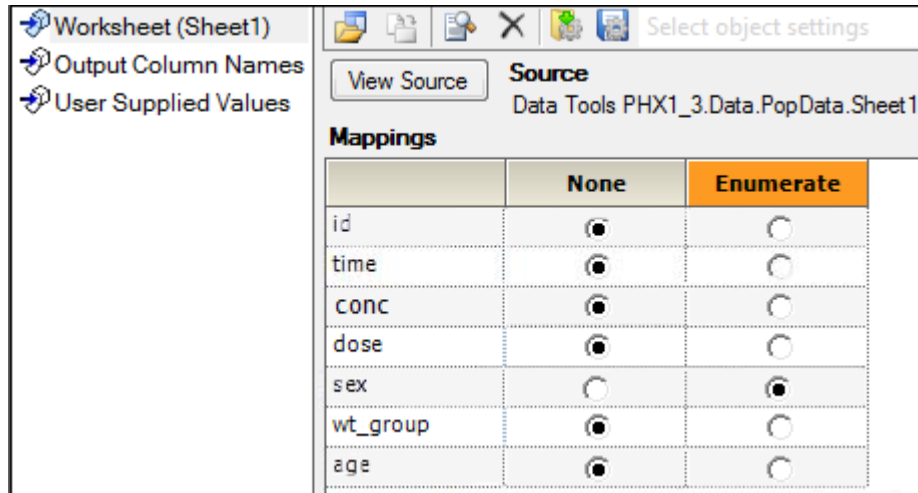 Worksheet (Sheet1)
Output Column Names
User Supplied Values
Select object settings
View Source
Source
Data Tools PHX1_3.Data.PopData.Sheet1
Mappings
None Enumerate
id
time
conc
dose
sex
wt_group
age